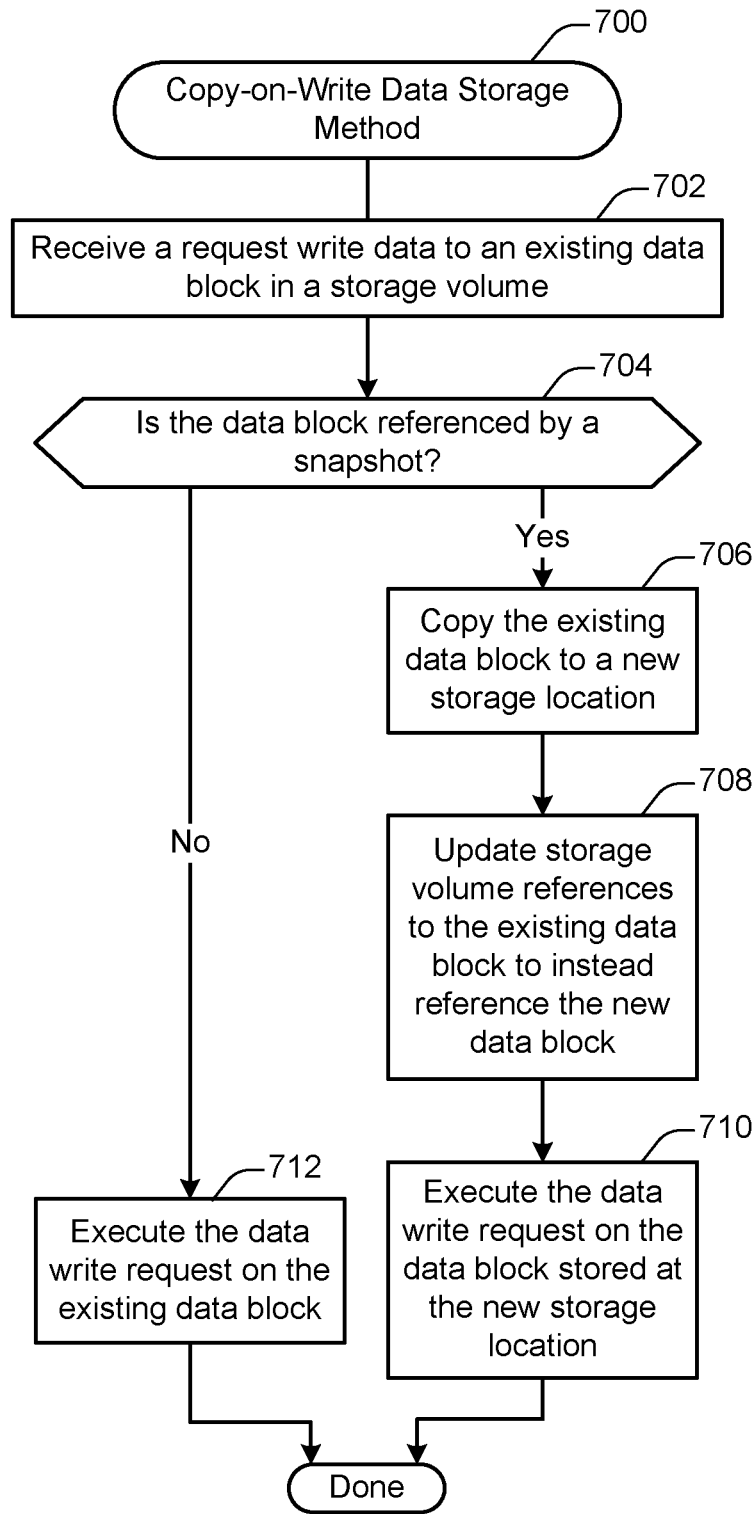 700
Copy-on-Write Data Storage
Method
702
Receive a request write data to an existing data
block in a storage volume
704
Is the data block referenced by a
snapshot?
Yes
706
Copy the existing
data block to a new
storage location
708
Update storage
volume references
to the existing data
block to instead
reference the new
data block
No
710
Execute the data
write request on the
data block stored at
the new storage
location
712
Execute the data
write request on the
existing data block
Done